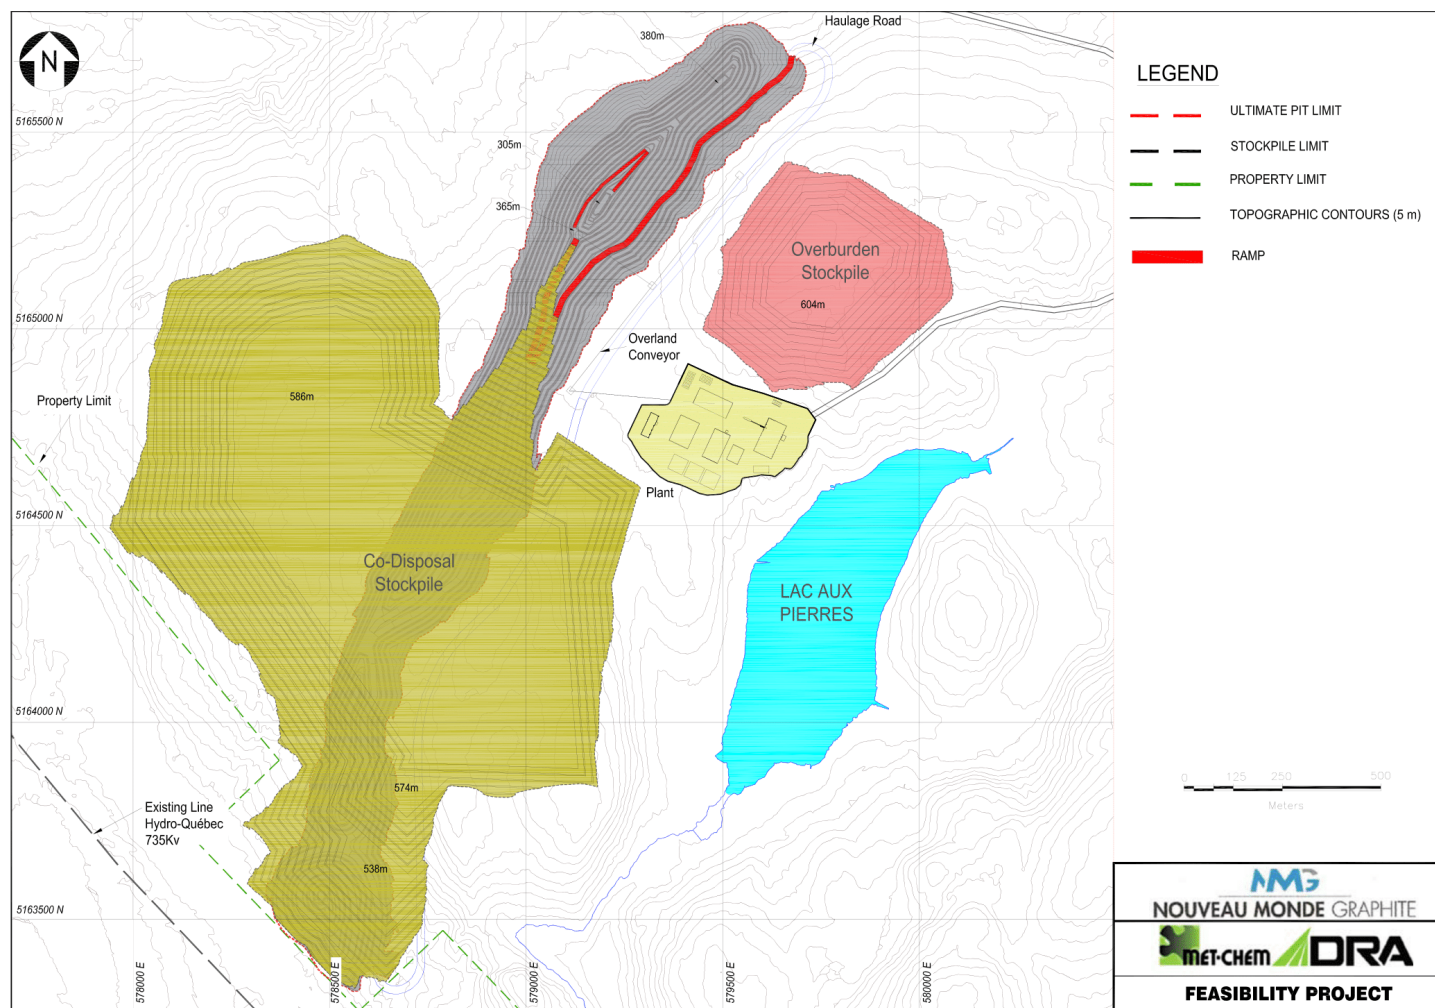 N
380m
Haulage Road
5165500 N
305m
365m
Overburden
Stockpile
604m
5165000 N
Overland
Conveyor
Property Limit
586m
Plant
5164500 N
Co-Disposal
Stockpile
LAC AUX
PIERRES
5164000 N
574m
Existing Line
Hydro-Québec
735Kv
538m
5163500 N
578000 E
578500 E
579000 E
579500 E
580000 E
LEGEND
ULTIMATE PIT LIMIT
STOCKPILE LIMIT
PROPERTY LIMIT
TOPOGRAPHIC CONTOURS (5 m)
RAMP
0 125 250 500
Meters
NMG
NOUVEAU MONDE GRAPHITE
MET-CHEM DRA
FEASIBILITY PROJECT